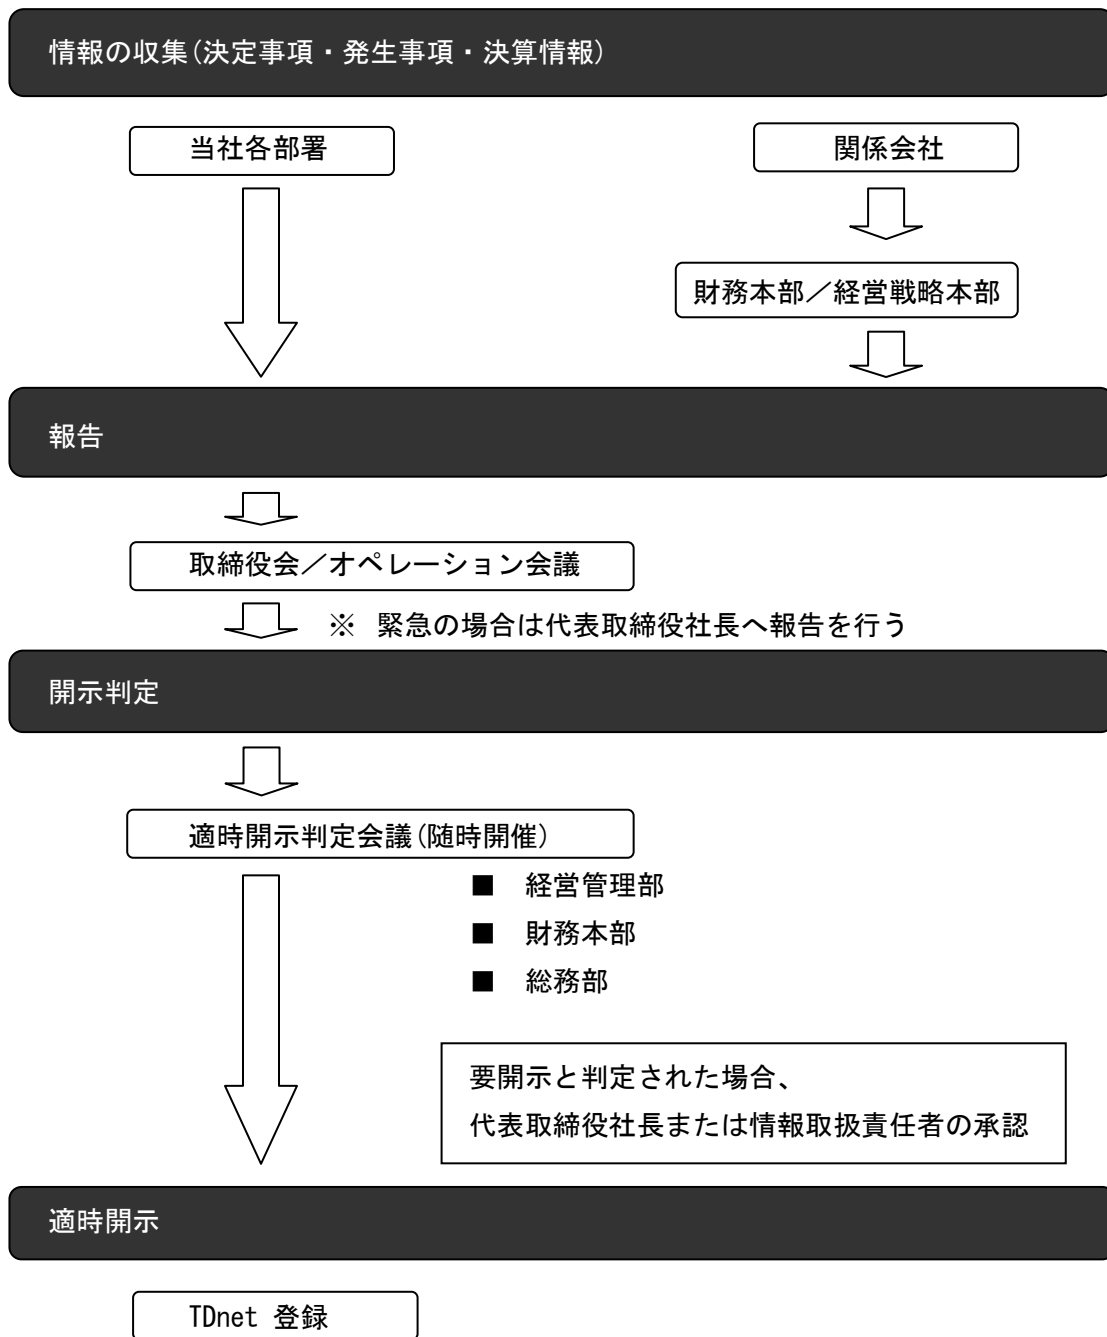 情報の収集(決定事項・発生事項・決算情報)
当社各部署
関係会社
財務本部／経営戦略本部
報告
取締役会／オペレーション会議
※ 緊急の場合は代表取締役社長へ報告を行う
開示判定
適時開示判定会議(随時開催)
■ 経営管理部
■ 財務本部
■ 総務部
要開示と判定された場合、
代表取締役社長または情報取扱責任者の承認
適時開示
TDnet 登録